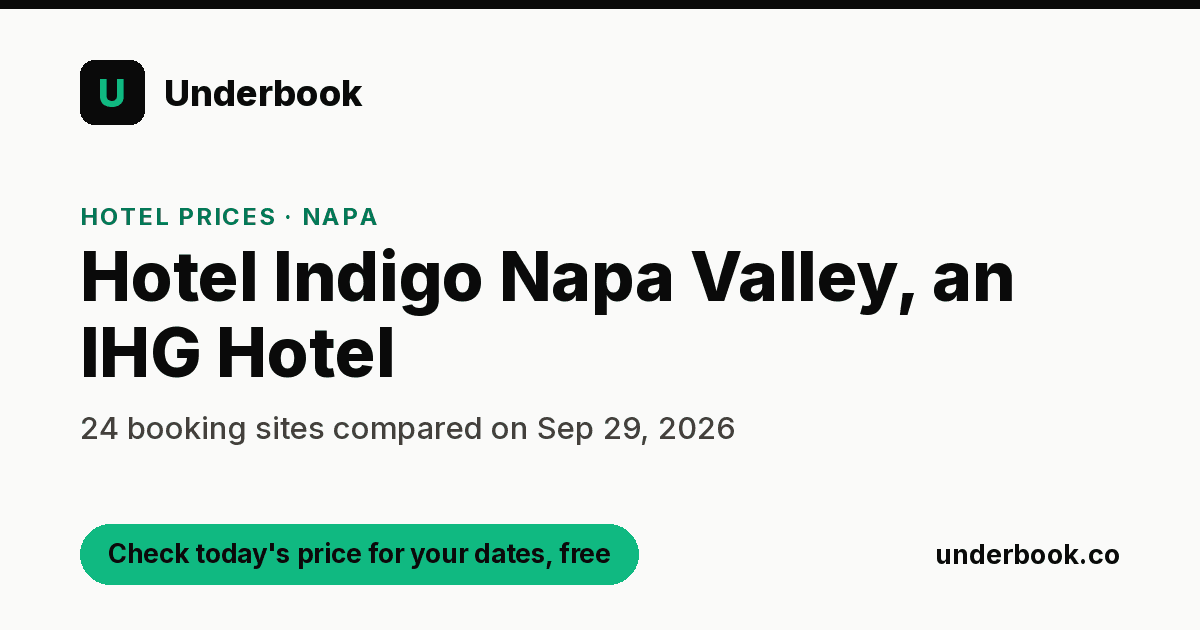 U Underbook
HOTEL PRICES · NAPA
Hotel Indigo Napa Valley, an
IHG Hotel
24 booking sites compared on Sep 29, 2026
Check today's price for your dates, free
underbook.co